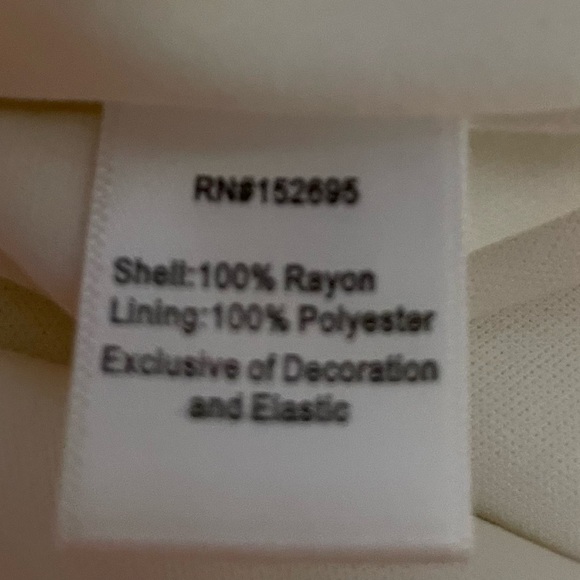 RN#152695
Shell:100% Rayon
Lining:100% Polyester
Exclusive of Decoration
and Elastic